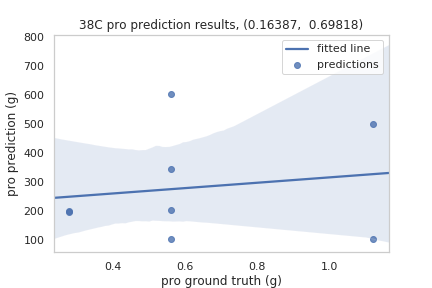 38C pro prediction results, (0.16387,  0.69818)
800
700
600
500
400
300
200
100
pro prediction (g)
fitted line
predictions
0.4 0.6 0.8 1.0
pro ground truth (g)